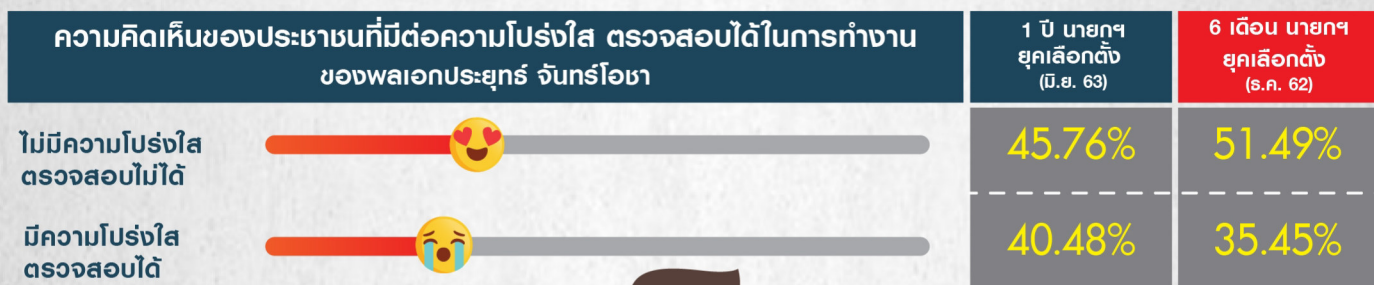 ความคิดเห็นของประชาชนที่มีต่อความโปร่งใส ตรวจสอบได้ในการทำงาน
ของพลเอกประยุทธ์ จันทร์โอชา
1 ปี นายกฯ
ยุคเลือกตั้ง
(มิ.ย. 63)
6 เดือน นายกฯ
ยุคเลือกตั้ง
(ธ.ค. 62)
ไม่มีความโปร่งใส
ตรวจสอบไม่ได้
45.76%
51.49%
มีความโปร่งใส
ตรวจสอบได้
40.48%
35.45%